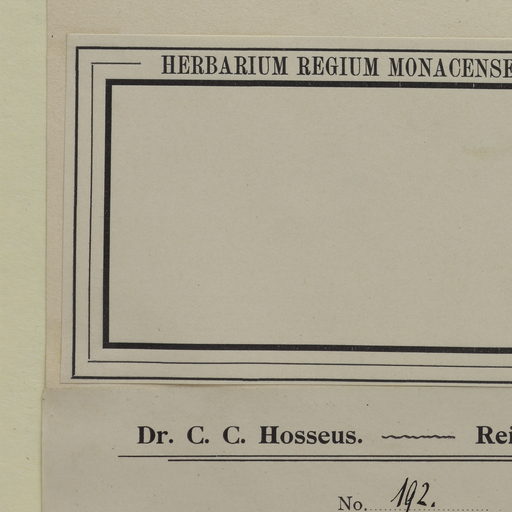 HERBARIUM REGIUM MONACENSE
Dr. C. C. Hosseus.
No. 192.